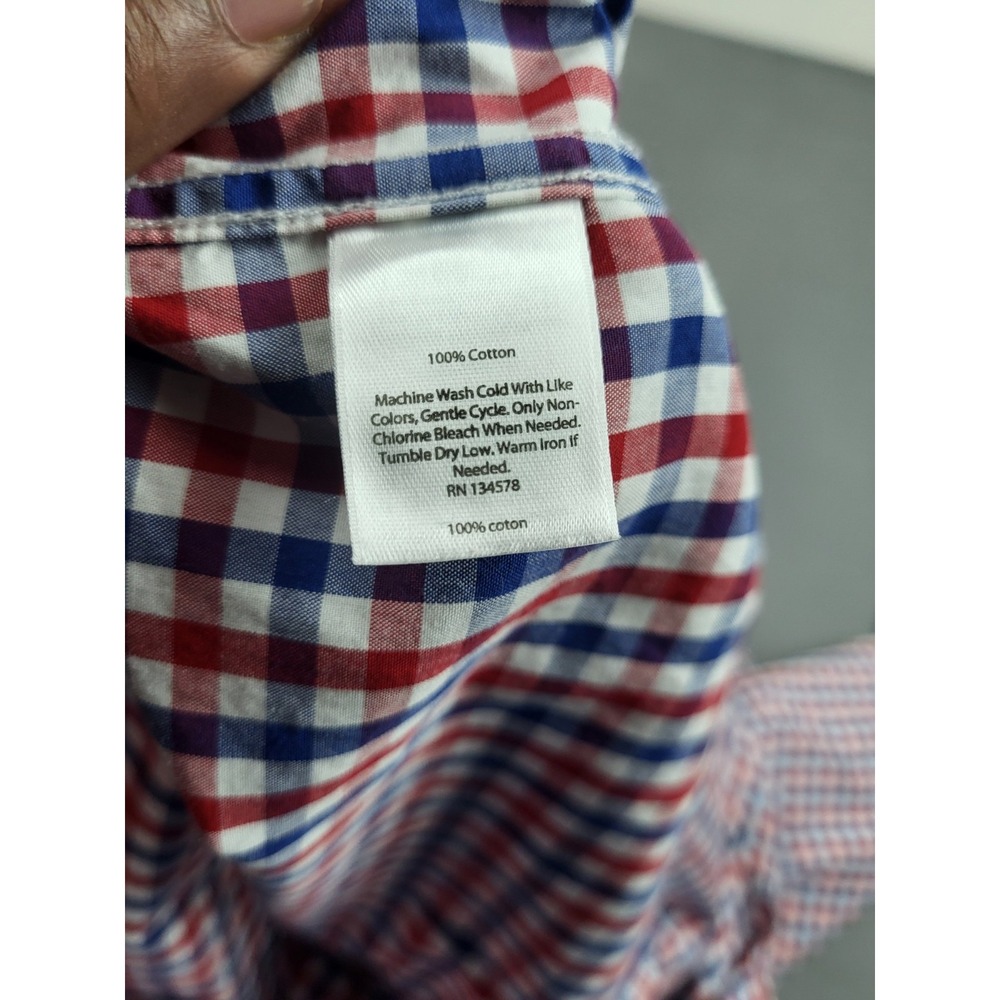 100% Cotton
Machine Wash Cold With Like
Colors, Gentle Cycle. Only Non-
Chlorine Bleach When Needed.
Tumble Dry Low. Warm Iron If
Needed.
RN 134578
100% coton